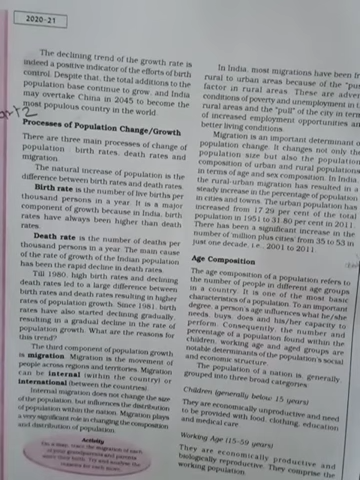 2020-21
The declining trend of the growth rate is
indeed a positive indicator of the efforts of birth
control. Despite that, the total additions to the
population base continue to grow, and India
may overtake China in 2045 to become the
most populous country in the world.
Processes of Population Change/Growth
There are three main processes of change of
population : birth rates, death rates and
migration.
The natural increase of population is the
difference between birth rates and death rates.
Birth rate is the number of live births per
thousand persons in a year. It is a major
component of growth because in India, birth
rates have always been higher than death
rates.
Death rate is the number of deaths per
thousand persons in a year. The main cause
of the rate of growth of the Indian population
has been the rapid decline in death rates.
Till 1980, high birth rates and declining
death rates led to a large difference between
birth rates and death rates resulting in higher
rates of population growth. Since 1981, birth
rates have also started declining gradually,
resulting in a gradual decline in the rate of
population growth. What are the reasons for
this trend?
The third component of population growth
is migration. Migration is the movement of
people across regions and territories. Migration
can be internal (within the country) or
international (between the countries).
Internal migration does not change the size
of the population, but influences the distribution
of population within the nation. Migration plays
a very significant role in changing the composition
and distribution of population.
Activity
On a map, trace the migration of each
of your grandparents and parents
since their birth. Try and analyse the
reasons for each move.
In India, most migrations have been
rural to urban areas because of the
factor in rural areas. These are
conditions of poverty and unemployment in
rural areas and the "pull" of the city in
of increased employment opportunities
better living conditions.
Migration is an important determinant
population change. It changes not only
population size but also the population
composition of urban and rural populations
in terms of age and sex composition. In India,
the rural-urban migration has resulted in a
steady increase in the percentage of population
in cities and towns. The urban population has
increased from 17.29 per cent of the total
population in 1951 to 31.80 per cent in 2011.
There has been a significant increase in the
number of 'million plus cities' from 35 to 53 in
just one decade, i.e., 2001 to 2011.
Age Composition
The age composition of a population refers to
the number of people in different age groups
in a country. It is one of the most basic
characteristics of a population. To an important
degree, a person's age influences what he/she
needs, buys, does and his/her capacity to
perform. Consequently, the number and
percentage of a population found within the
children, working age and aged groups are
notable determinants of the population's social
and economic structure.
The population of a nation is, generally
grouped into three broad categories:
Children (generally below 15 years)
They are economically unproductive and need
to be provided with food, clothing, education
and medical care.
Working Age (15–59 years)
They are economically productive and
biologically reproductive. They comprise the
working population.